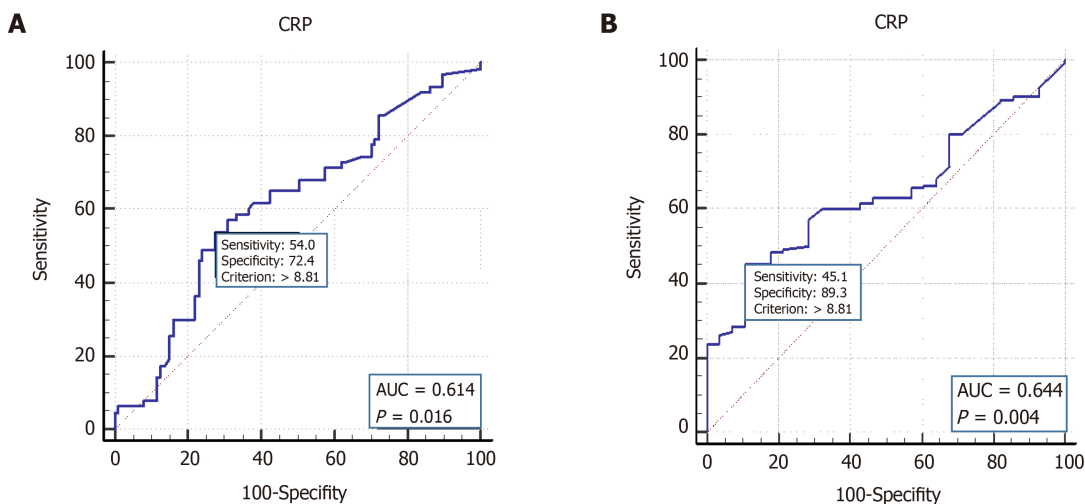 A
CRP
100
80
60
40
20
0
Sensitivity
Sensitivity: 54.0
Specificity: 72.4
Criterion: > 8.81
AUC = 0.614
P = 0.016
0 20 40 60 80 100
100-Specifity
B
CRP
100
80
60
40
20
0
Sensitivity
Sensitivity: 45.1
Specificity: 89.3
Criterion: > 8.81
AUC = 0.644
P = 0.004
0 20 40 60 80 100
100-Specifity